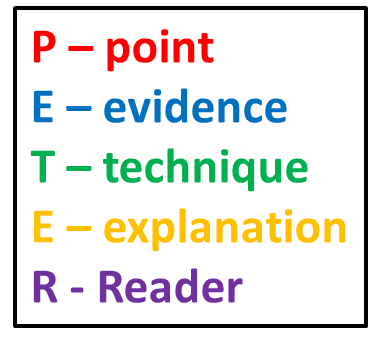 P – point
E – evidence
T – technique
E – explanation
R - Reader